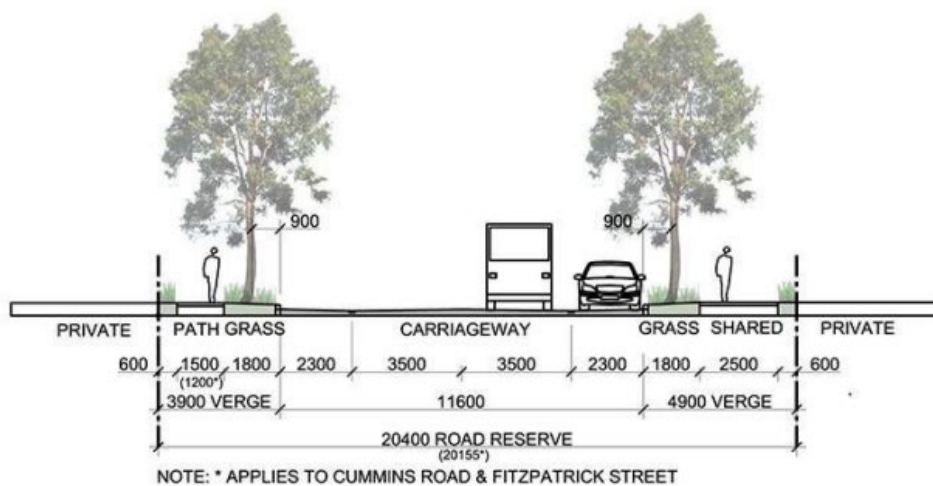 900 900
PRIVATE PATH GRASS CARRIAGEWAY GRASS SHARED PRIVATE
600 1500 1800 2300 3500 3500 2300 1800 2500 600
(1200*)
3900 VERGE 11600 4900 VERGE
20400 ROAD RESERVE
(20155*)
NOTE: * APPLIES TO CUMMINS ROAD & FITZPATRICK STREET